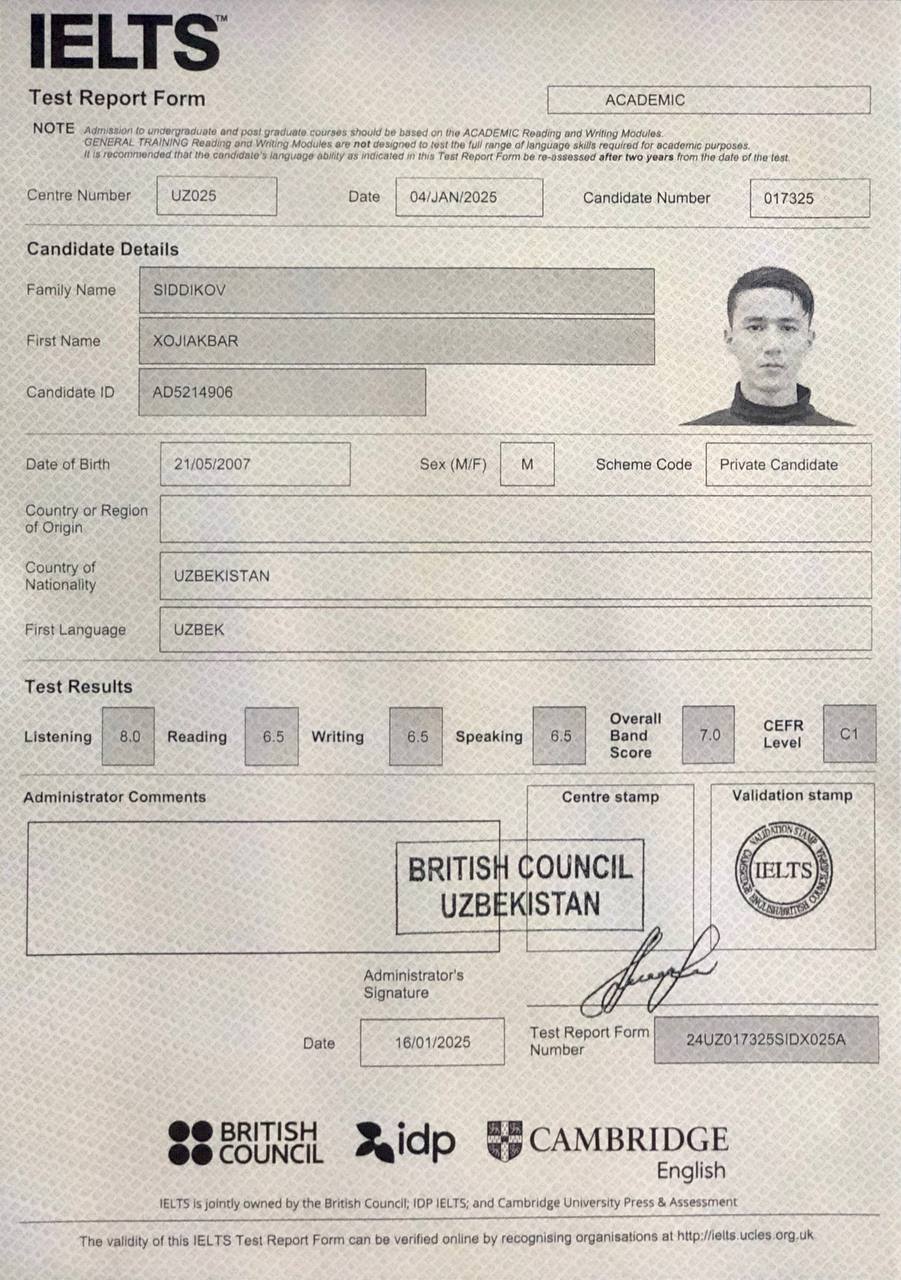 IELTS™
Test Report Form
ACADEMIC
NOTE Admission to undergraduate and post graduate courses should be based on the ACADEMIC Reading and Writing Modules.
GENERAL TRAINING Reading and Writing Modules are not designed to test the full range of language skills required for academic purposes.
It is recommended that the candidate's language ability as indicated in this Test Report Form be re-assessed after two years from the date of the test.
Centre Number UZ025 Date 04/JAN/2025 Candidate Number 017325
Candidate Details
Family Name SIDDIKOV
First Name XOJIAKBAR
Candidate ID AD5214906
Date of Birth 21/05/2007 Sex (M/F) M Scheme Code Private Candidate
Country or Region
of Origin
Country of
Nationality UZBEKISTAN
First Language UZBEK
Test Results
Listening 8.0 Reading 6.5 Writing 6.5 Speaking 6.5 Overall Band Score 7.0 CEFR Level C1
Administrator Comments
Centre stamp
Validation stamp
BRITISH COUNCIL
UZBEKISTAN
VALIDATION STAMP
IELTS
Administrator's
Signature
Date 16/01/2025
Test Report Form
Number 24UZ017325SIDX025A
BRITISH
COUNCIL
idp
CAMBRIDGE
English
IELTS is jointly owned by the British Council; IDP IELTS; and Cambridge University Press & Assessment
The validity of this IELTS Test Report Form can be verified online by recognising organisations at http://ielts.ucles.org.uk